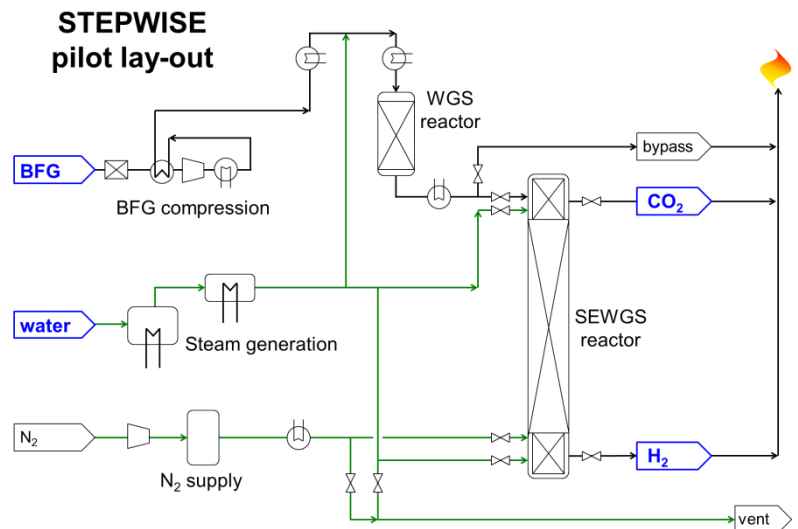 STEPWISE
pilot lay-out
WGS
reactor
bypass
BFG
BFG compression
CO₂
SEWGS
reactor
water
Steam generation
N₂
N₂ supply
H₂
vent